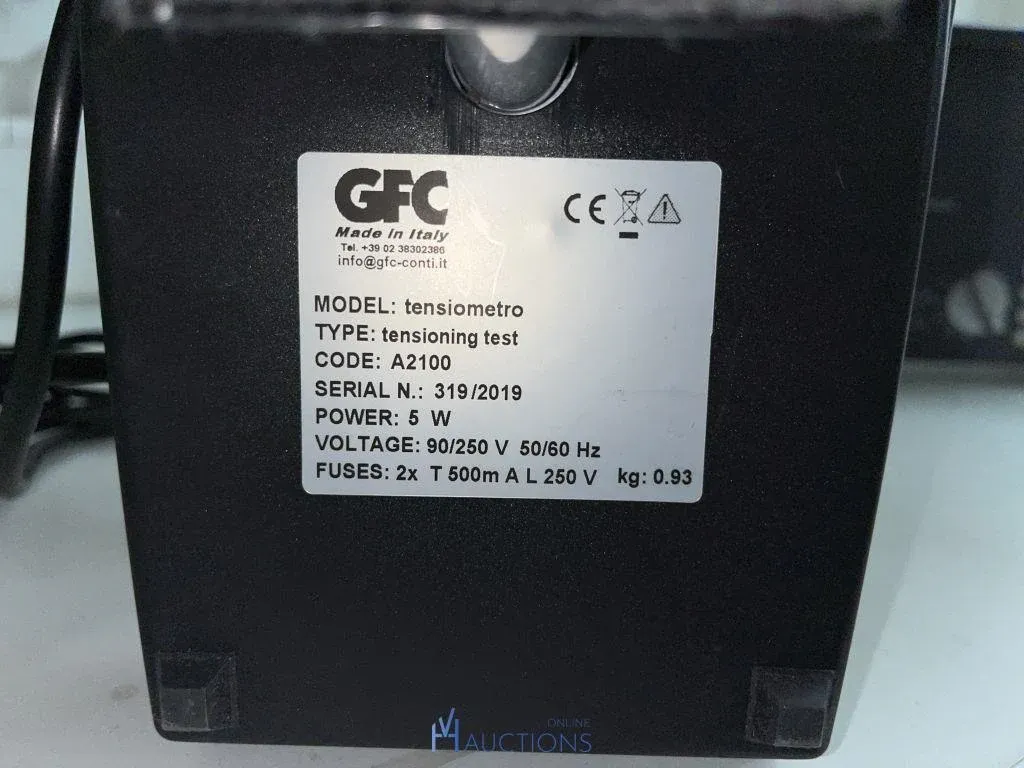 GFC
Made in Italy
Tel. +39 02 38302386
info@gfc-conti.it
CE
MODEL: tensiometro
TYPE: tensioning test
CODE: A2100
SERIAL N.: 319/2019
POWER: 5 W
VOLTAGE: 90/250 V 50/60 Hz
FUSES: 2x T 500m A L 250 V kg: 0.93
ONLINE
AUCTIONS